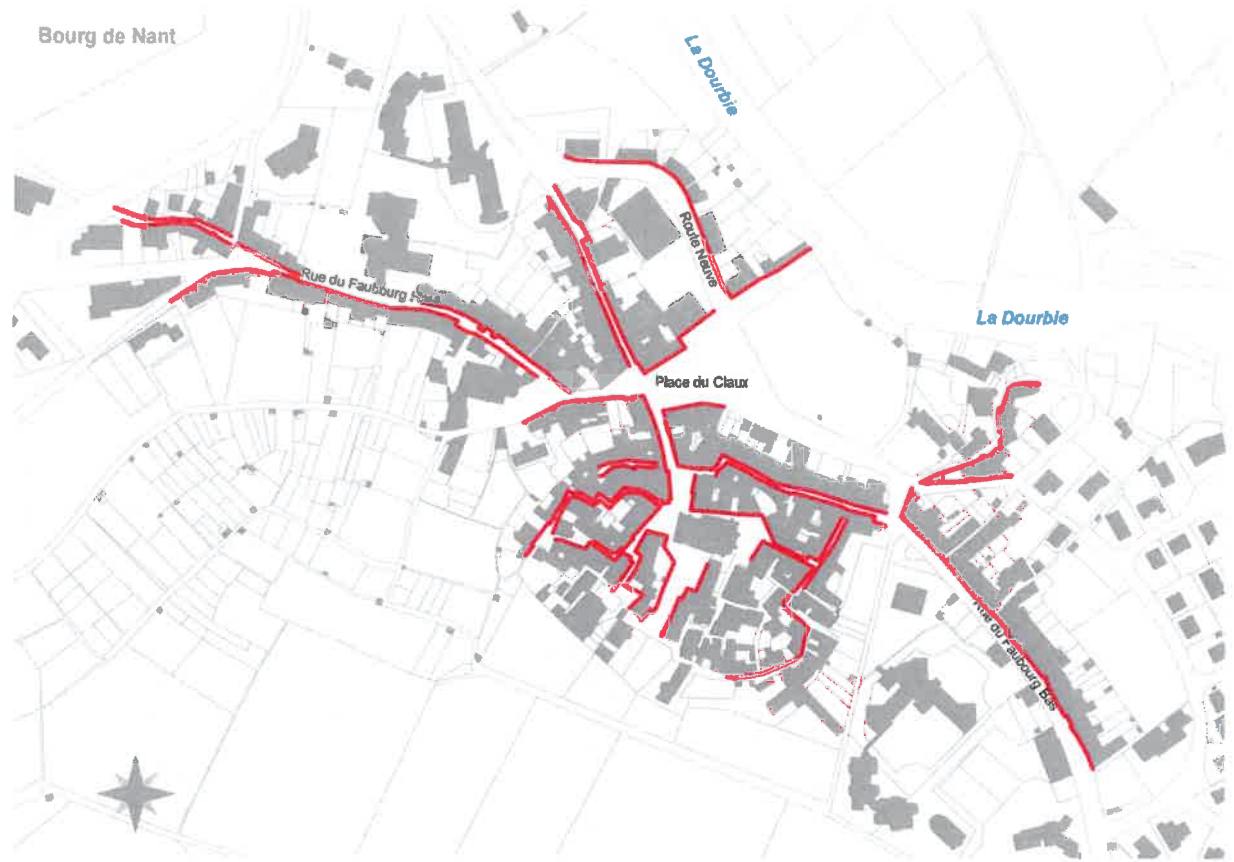 Bourg de Nant
La Dourbie
Route Neuve
Rue du Faubourg
La Dourbie
Place du Claux
Rue du Faubourg Bas